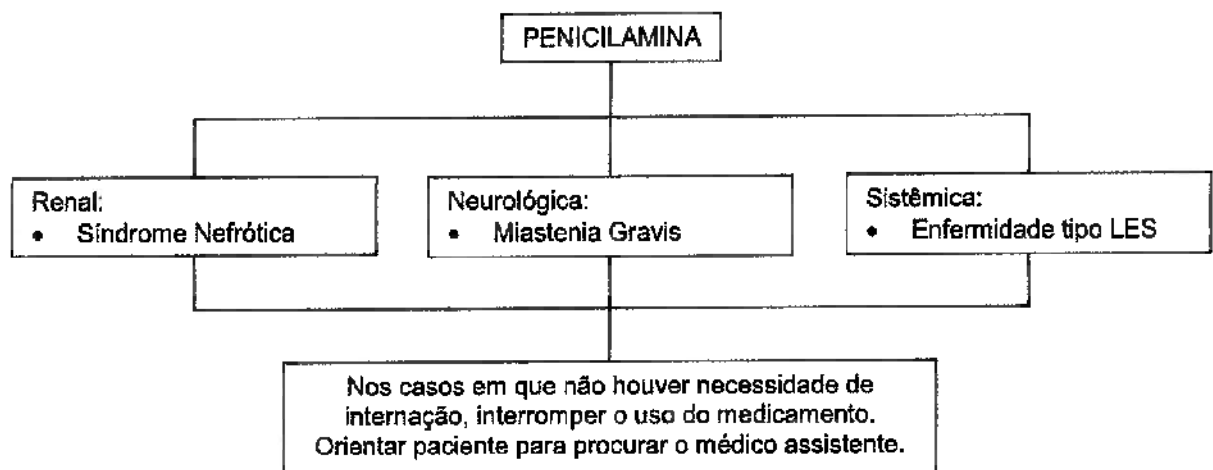 PENICILAMINA
Renal:
• Síndrome Nefrótica
Neurológica:
• Miastenia Gravis
Sistêmica:
• Enfermidade tipo LES
Nos casos em que não houver necessidade de
internação, interromper o uso do medicamento.
Orientar paciente para procurar o médico assistente.